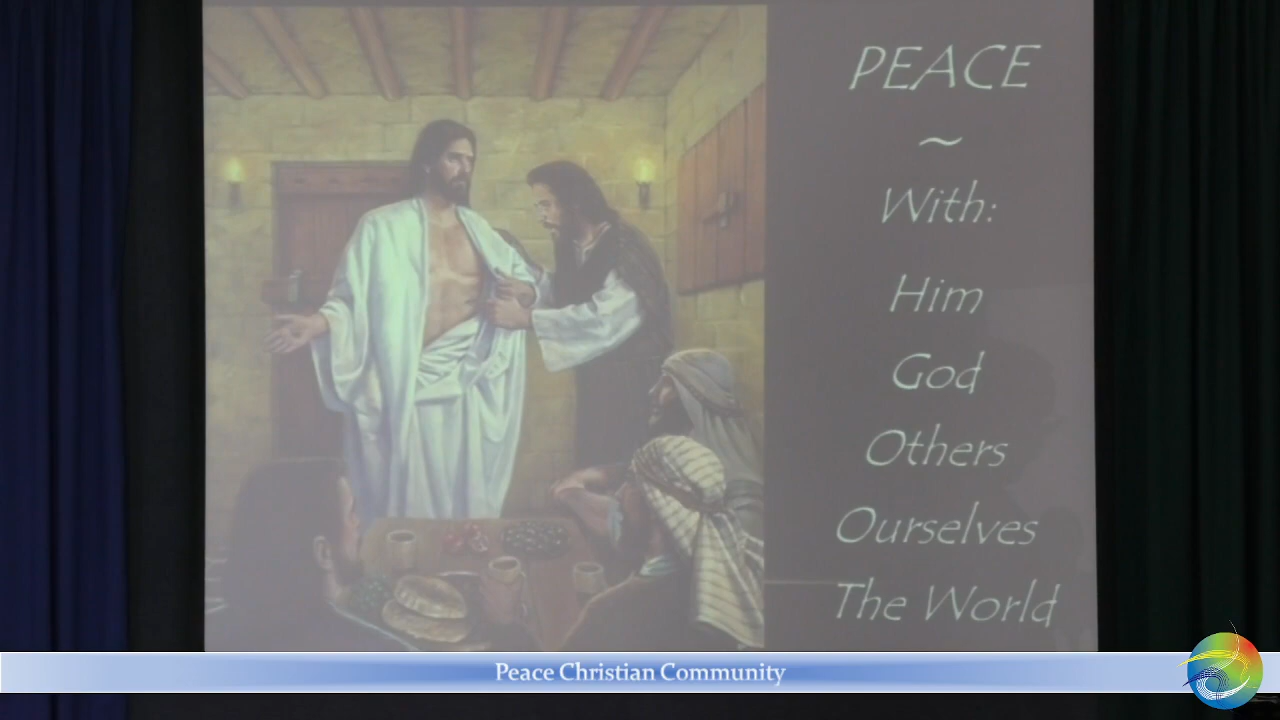 PEACE
~
With:
Him
God
Others
Ourselves
The World
Peace Christian Community